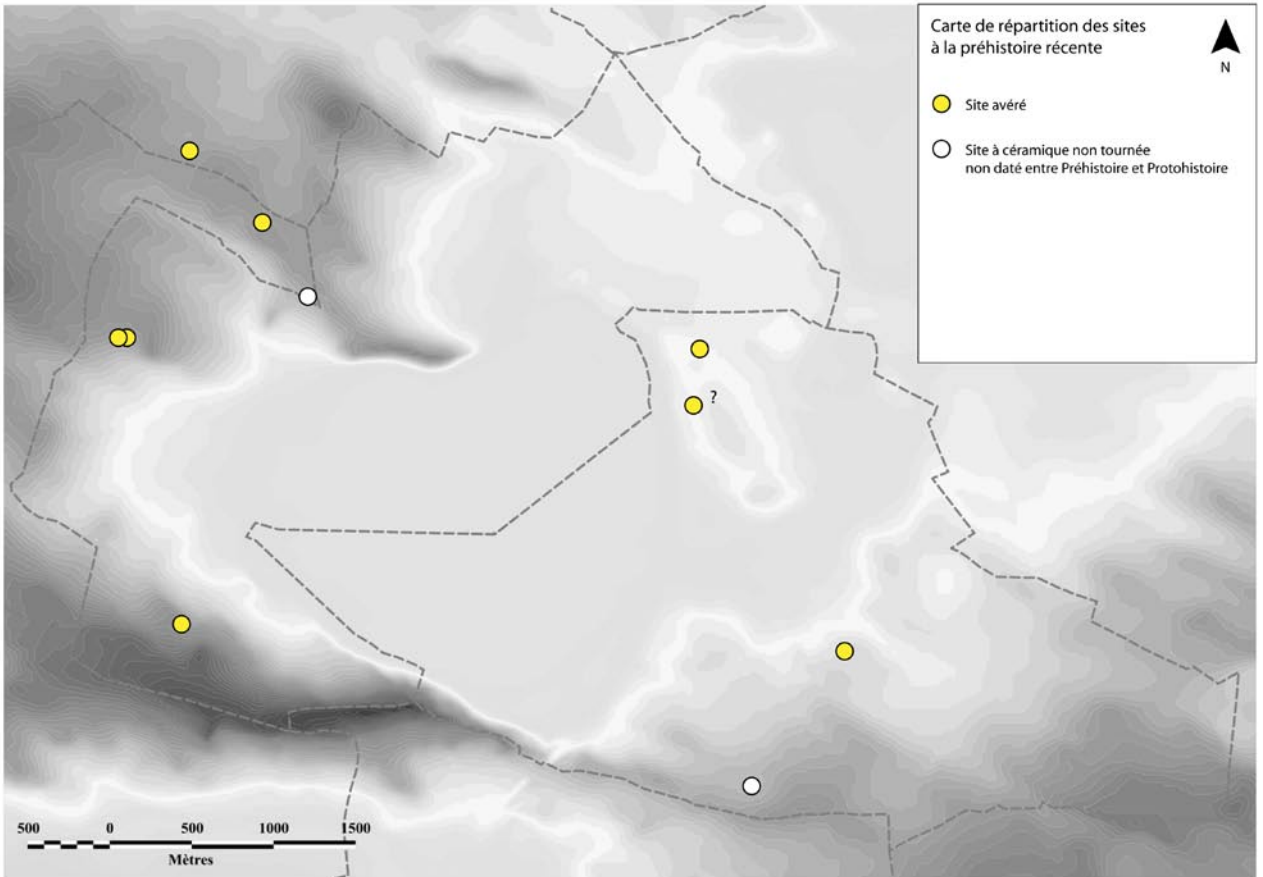 Carte de répartition des sites
à la préhistoire récente
N
Site avéré
Site à céramique non tournée
non daté entre Préhistoire et Protohistoire
?
500 0 500 1000 1500
Mètres